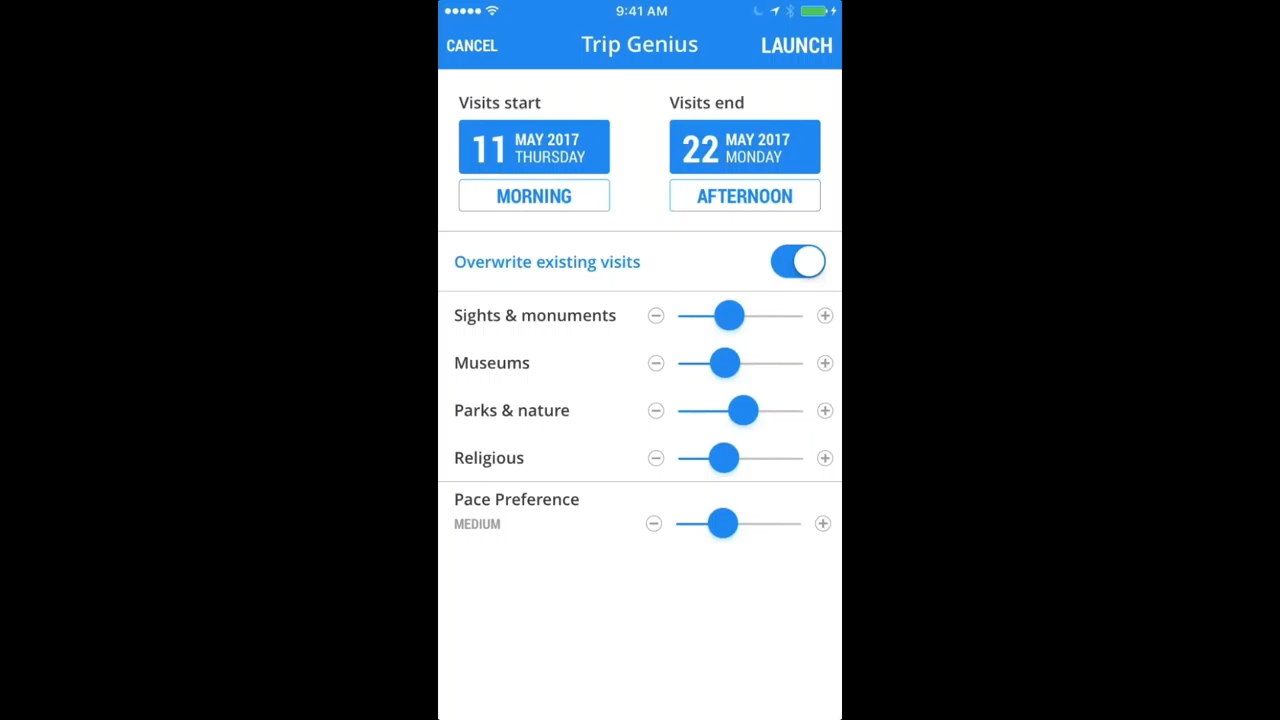 9:41 AM
CANCEL Trip Genius LAUNCH
Visits start Visits end
11 MAY 2017 THURSDAY 22 MAY 2017 MONDAY
MORNING AFTERNOON
Overwrite existing visits
Sights & monuments
Museums
Parks & nature
Religious
Pace Preference
MEDIUM